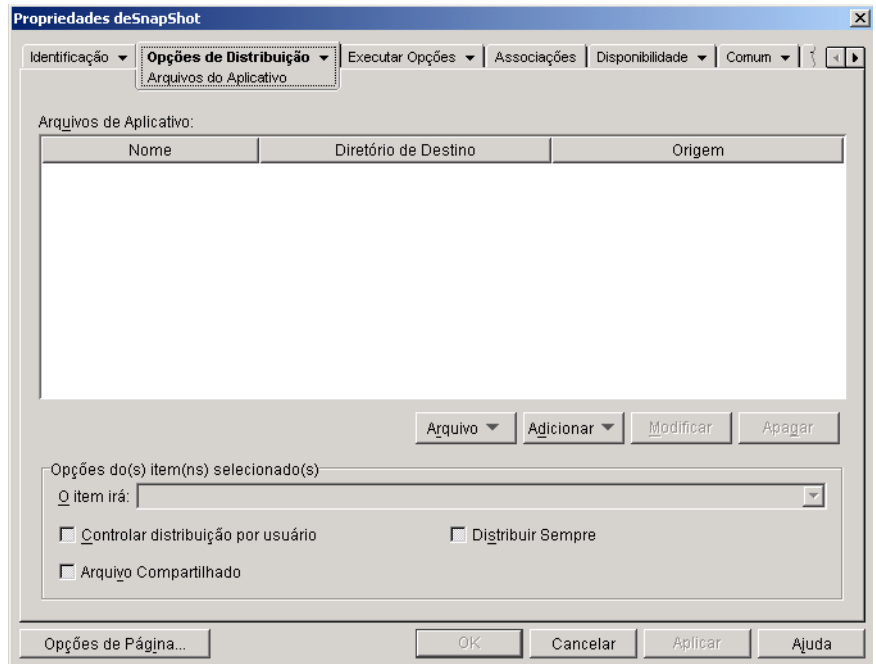 Propriedades deSnapShot
Identificação Opções de Distribuição Executar Opções Associações Disponibilidade Comum
Arquivos do Aplicativo
Arquivos de Aplicativo:
Nome Diretório de Destino Origem
Arquivo Adicionar Modificar Apagar
Opções do(s) item(ns) selecionado(s)
O item irá:
Controlar distribuição por usuário Distribuir Sempre
Arquivo Compartilhado
Opções de Página... OK Cancelar Aplicar Ajuda